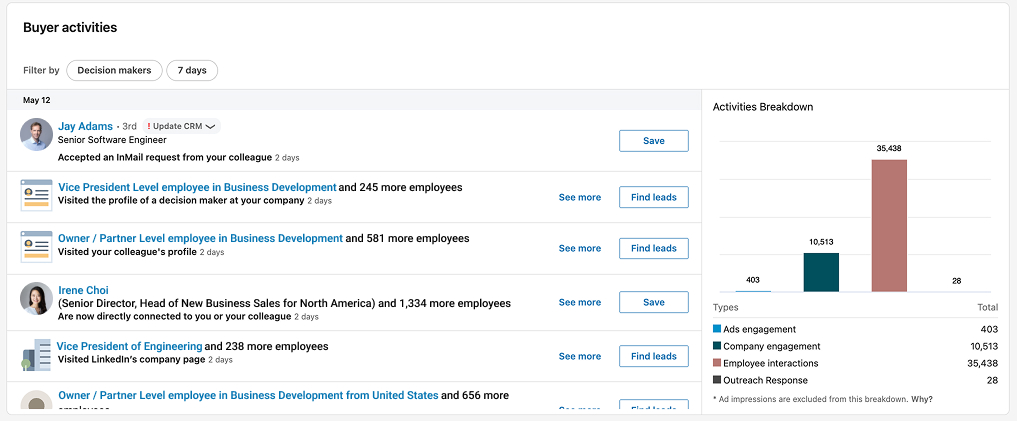 Buyer activities
Filter by Decision makers 7 days
May 12
Jay Adams · 3rd ! Update CRM
Senior Software Engineer
Accepted an InMail request from your colleague 2 days
Save
Vice President Level employee in Business Development and 245 more employees
Visited the profile of a decision maker at your company 2 days
See more Find leads
Owner / Partner Level employee in Business Development and 581 more employees
Visited your colleague's profile 2 days
See more Find leads
Irene Choi
(Senior Director, Head of New Business Sales for North America) and 1,334 more employees
Are now directly connected to you or your colleague 2 days
See more Save
Vice President of Engineering and 238 more employees
Visited LinkedIn's company page 2 days
See more Find leads
Owner / Partner Level employee in Business Development from United States and 656 more
employees
See more Find leads
Activities Breakdown
403
10,513
35,438
28
Types Total
Ads engagement 403
Company engagement 10,513
Employee interactions 35,438
Outreach Response 28
* Ad impressions are excluded from this breakdown. Why?